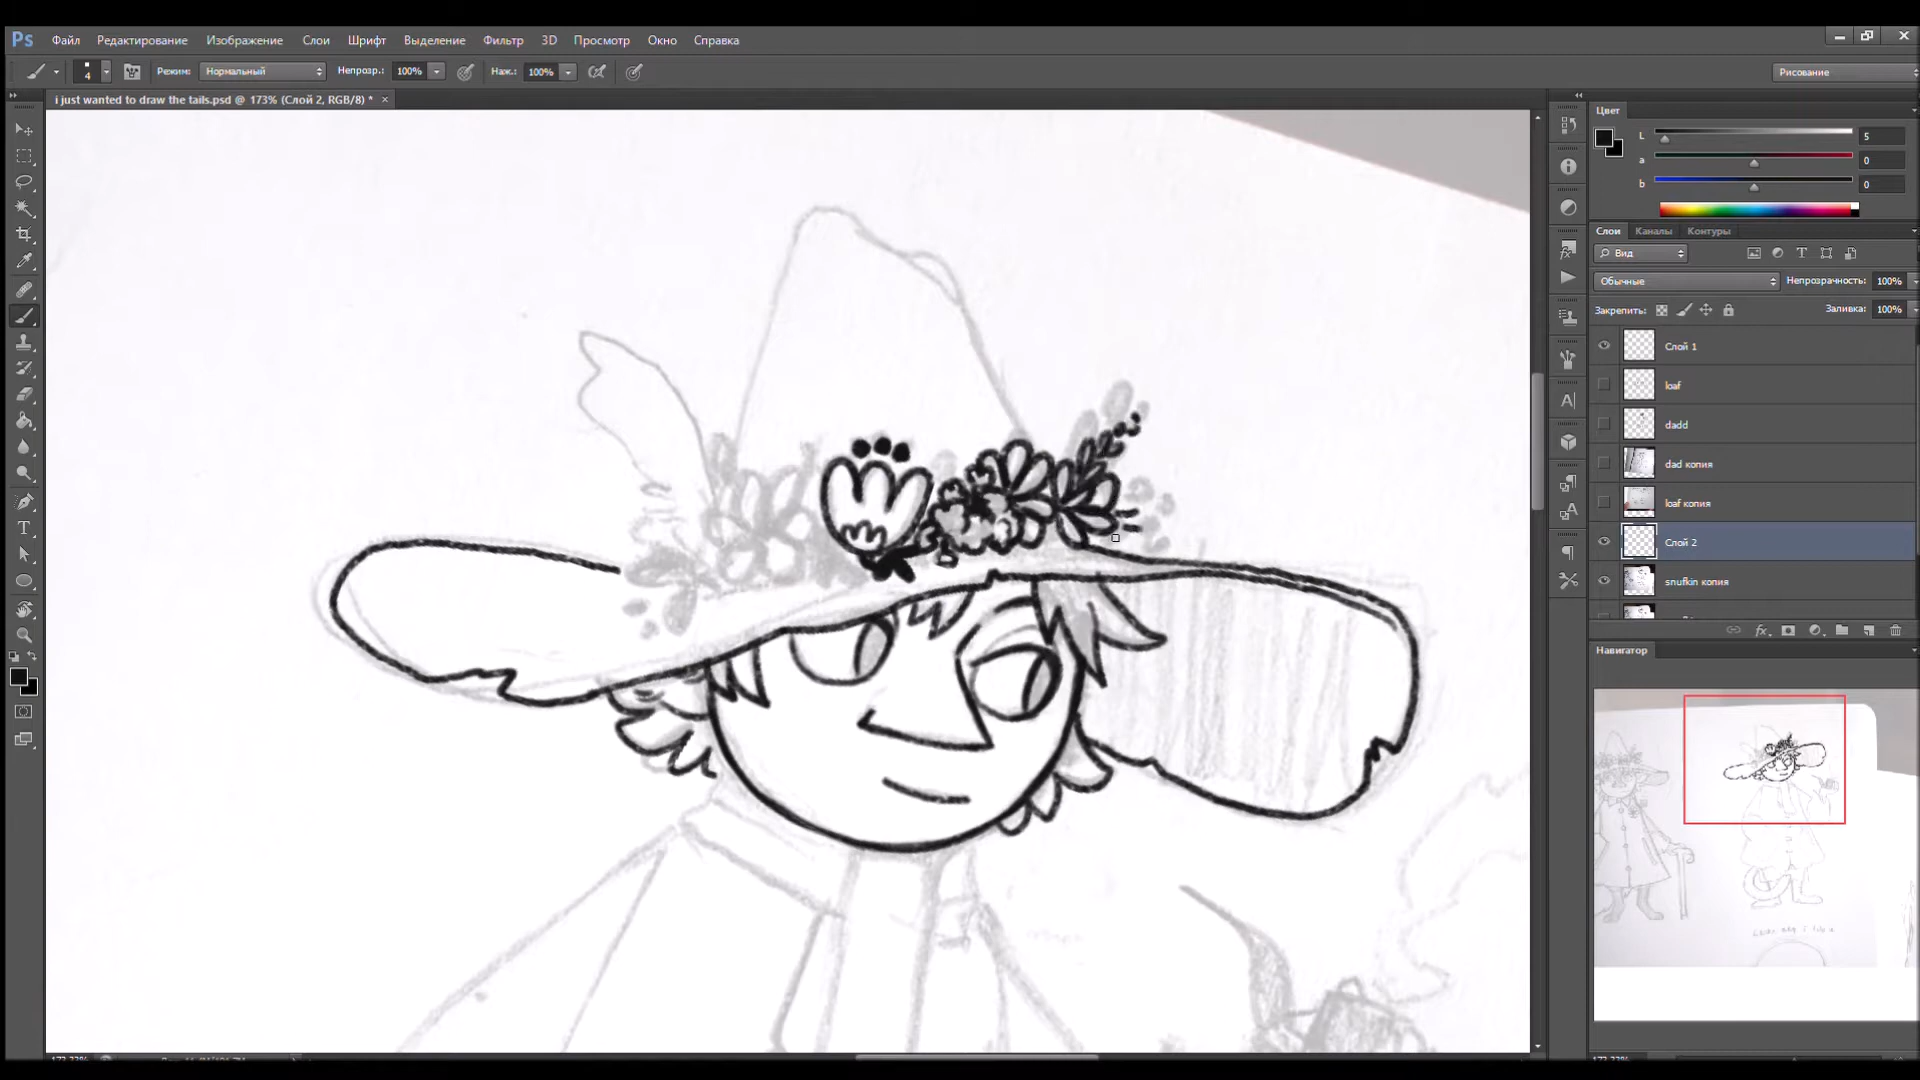 Ps Файл Редактирование Изображение Слои Шрифт Выделение Фильтр 3D Просмотр Окно Справка
4 Режим: Нормальный Непрозр.: 100% Наж.: 100% Рисование
i just wanted to draw the tails.psd @ 173% (Слой 2, RGB/8) *
Цвет
L 5
a 0
b 0
Слои Каналы Контуры
Вид
Обычные Непрозрачность: 100%
Закрепить: Заливка: 100%
Слой 1
loaf
dadd
dad копия
loaf копия
Слой 2
snufkin копия
fx
Навигатор